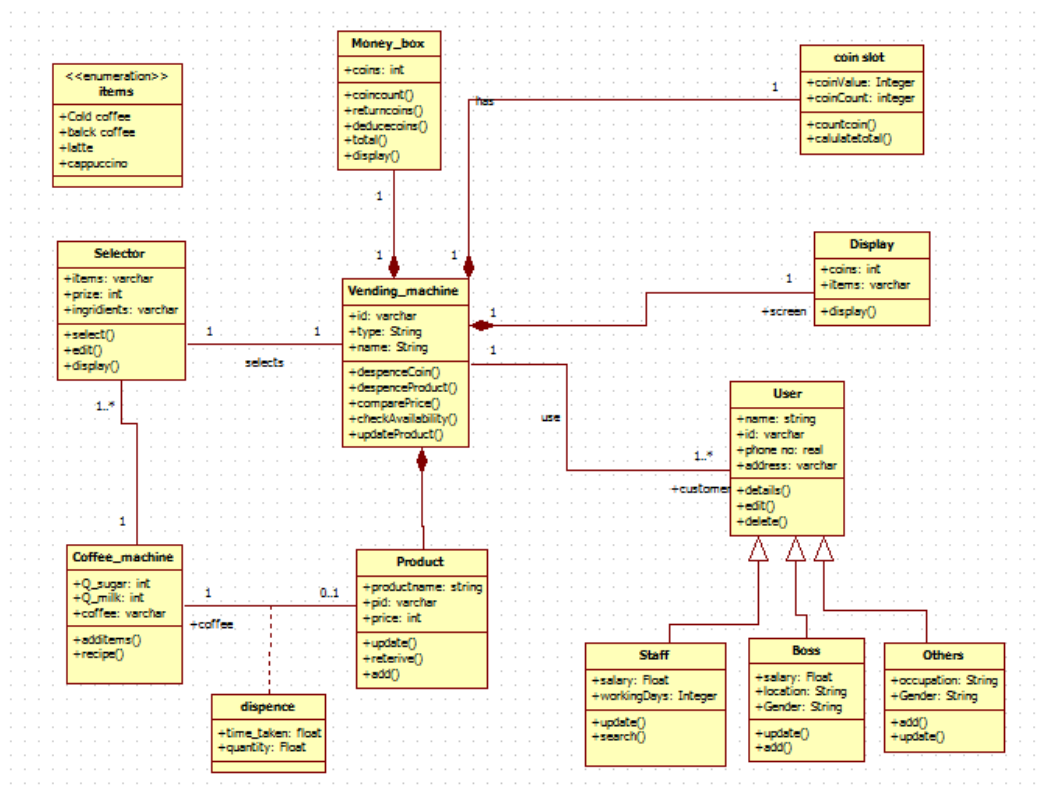 Money_box
+coins: int
+coincount()
+returncoins()
+deducecoins()
+total()
+display()
coin slot
+coinValue: Integer
+coinCount: integer
+countcoin()
+calulatetotal()
<<enumeration>>
items
+Cold coffee
+balck coffee
+latte
+cappuccino
has
1
1
1
1
Selector
+items: varchar
+prize: int
+ingridients: varchar
+select()
+edit()
+display()
Vending_machine
+id: varchar
+type: String
+name: String
+despenceCoin()
+despenceProduct()
+comparePrice()
+checkAvailability()
+updateProduct()
Display
+coins: int
+items: varchar
+display()
1
1
+screen
1
1
selects
1
use
1..*
+customer
User
+name: string
+id: varchar
+phone no: real
+address: varchar
+details()
+edit()
+delete()
1..*
1
Coffee_machine
+Q_sugar: int
+Q_milk: int
+coffee: varchar
+additems()
+recipe()
1
0..1
+coffee
Product
+productname: string
+pid: varchar
+price: int
+update()
+reterive()
+add()
dispence
+time_taken: float
+quantity: Float
Staff
+salary: Float
+workingDays: Integer
+update()
+search()
Boss
+salary: Float
+location: String
+Gender: String
+update()
+add()
Others
+occupation: String
+Gender: String
+add()
+update()